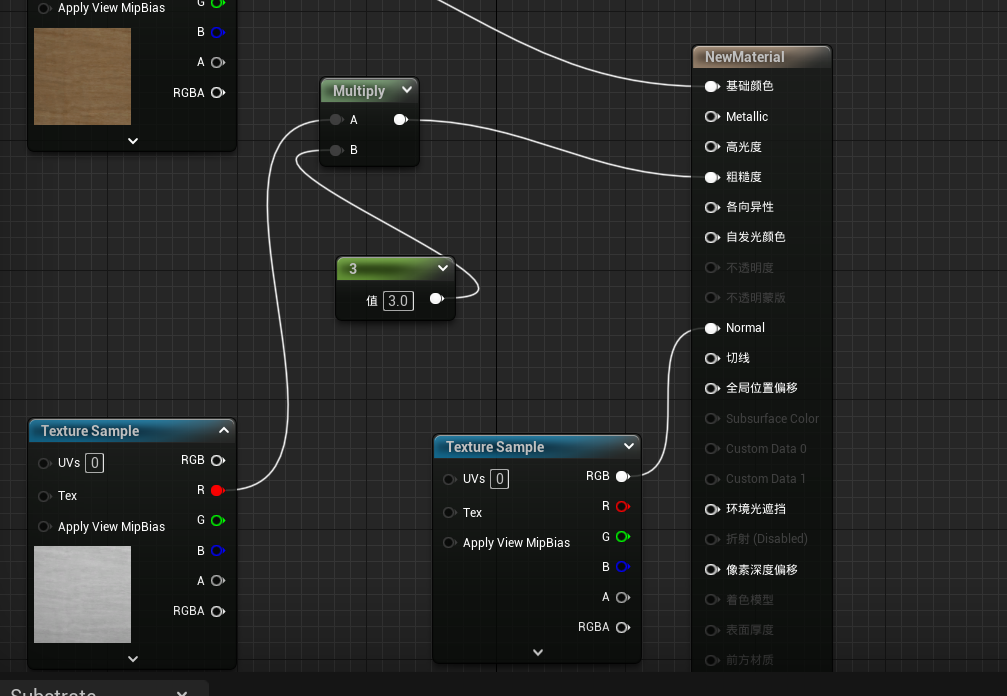 Apply View MipBias
G
B
A
RGBA
Multiply
A
B
3
值 3.0
Texture Sample
UVs 0
RGB
Tex
R
Apply View MipBias
G
B
A
RGBA
Texture Sample
UVs 0
RGB
Tex
R
Apply View MipBias
G
B
A
RGBA
NewMaterial
基础颜色
Metallic
高光度
粗糙度
各向异性
自发光颜色
不透明度
不透明蒙版
Normal
切线
全局位置偏移
Subsurface Color
Custom Data 0
Custom Data 1
环境光遮挡
折射 (Disabled)
像素深度偏移
着色模型
表面厚度
前方材质
Substrate